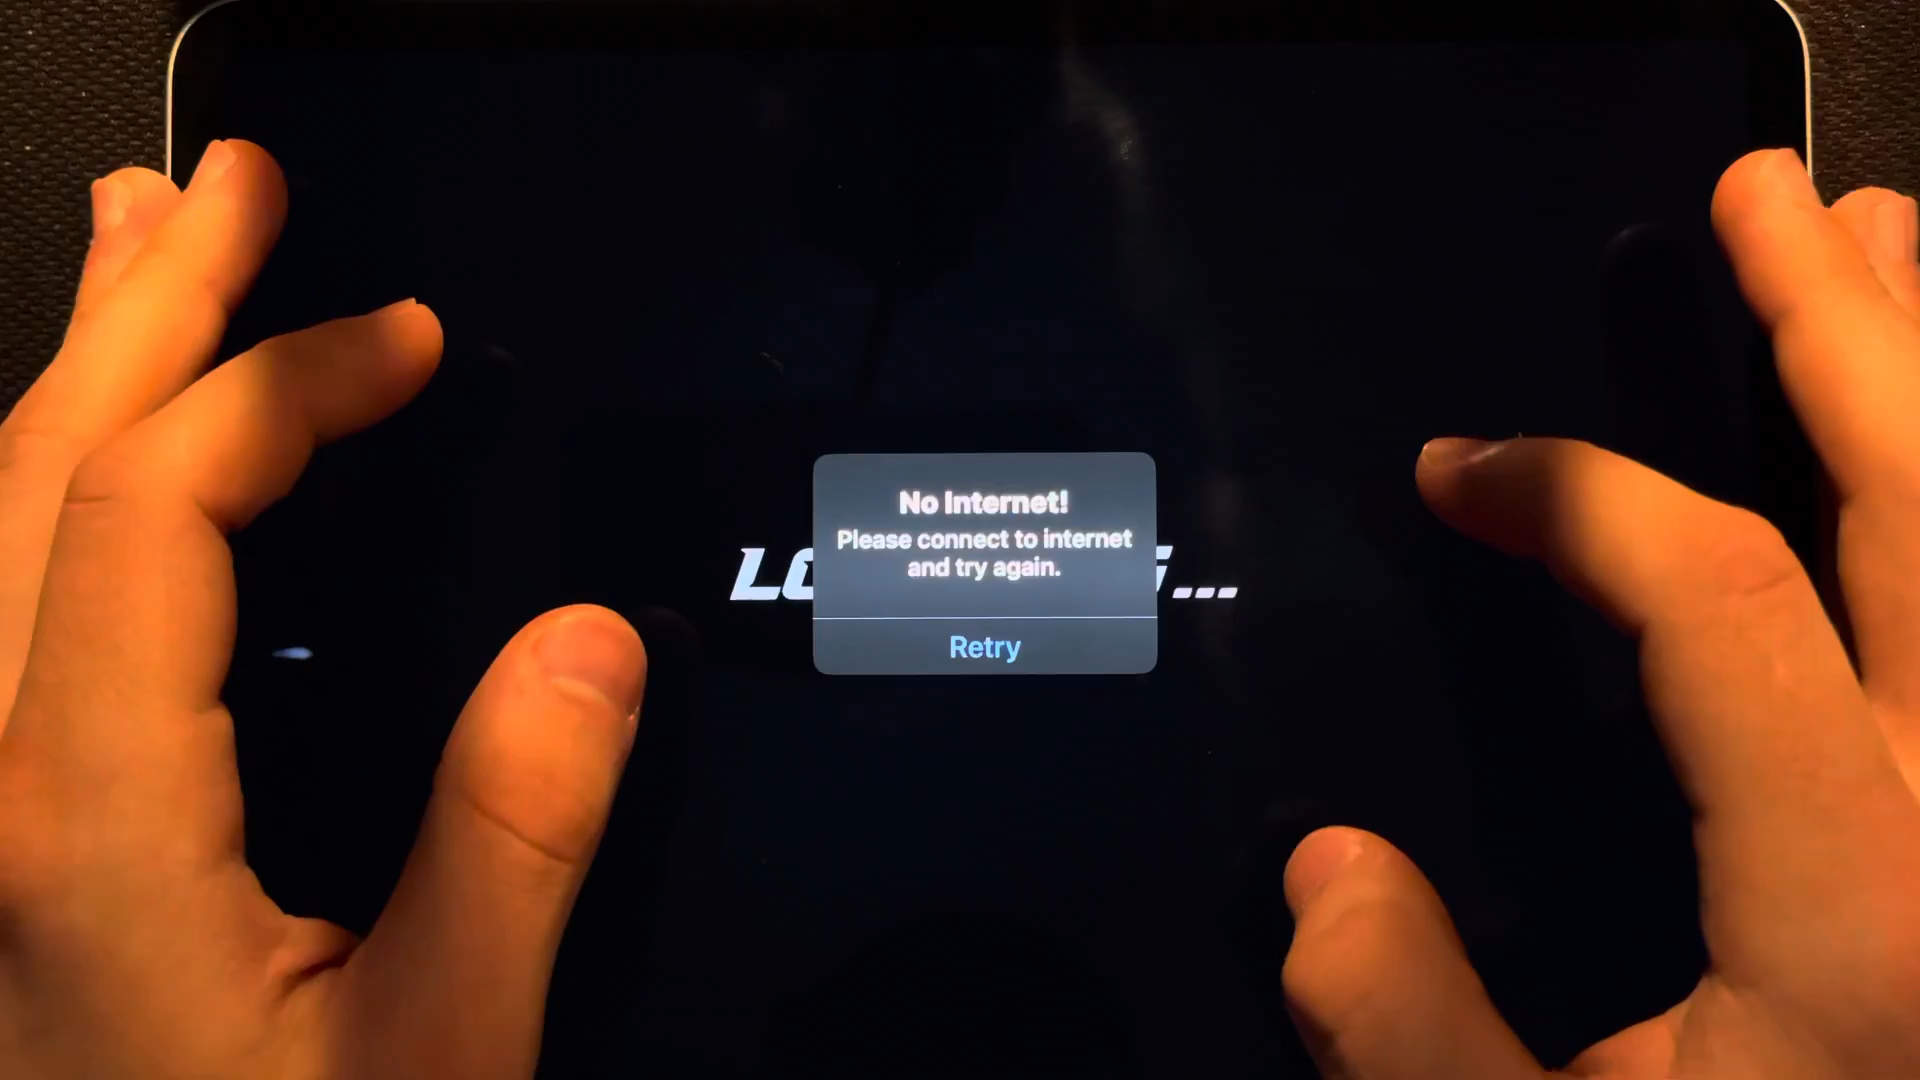 No Internet!
Please connect to internet
and try again.
Retry